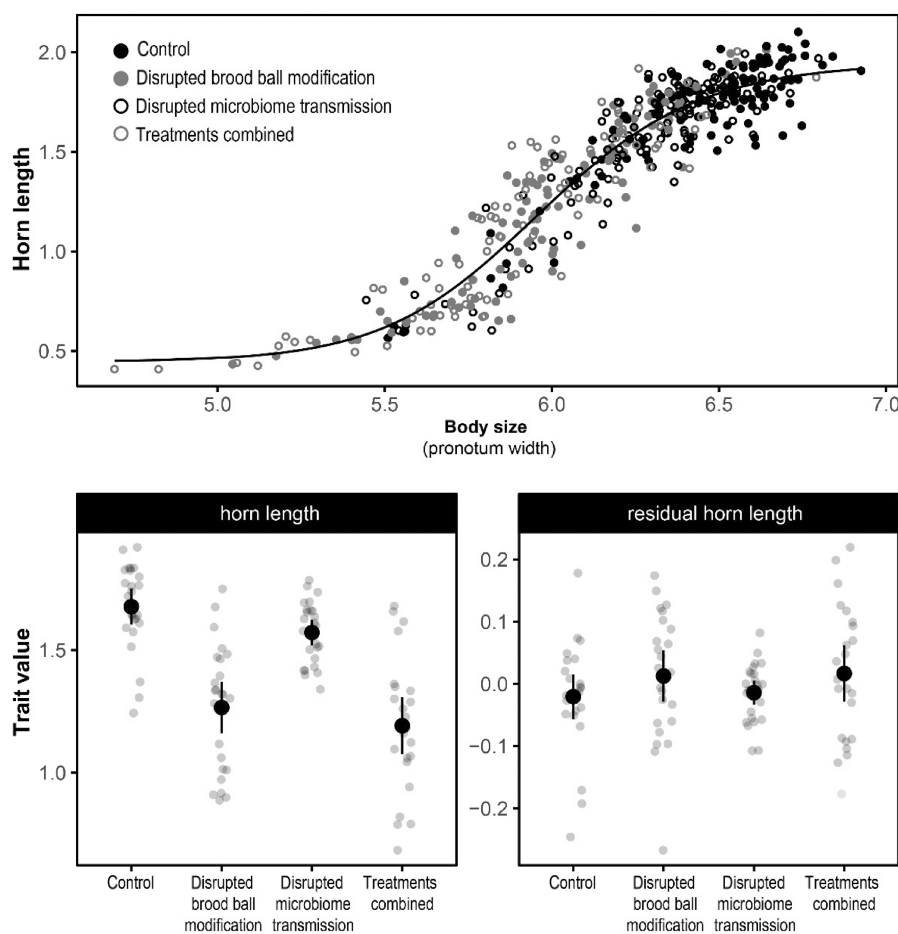 2.0
1.5
1.0
0.5
Horn length
Control
Disrupted brood ball modification
Disrupted microbiome transmission
Treatments combined
5.0 5.5 6.0 6.5 7.0
Body size
(pronotum width)
horn length
residual horn length
Trait value
1.5
1.0
0.2
0.1
0.0
−0.1
−0.2
Control
Disrupted
brood ball
modification
Disrupted
microbiome
transmission
Treatments
combined
Control
Disrupted
brood ball
modification
Disrupted
microbiome
transmission
Treatments
combined